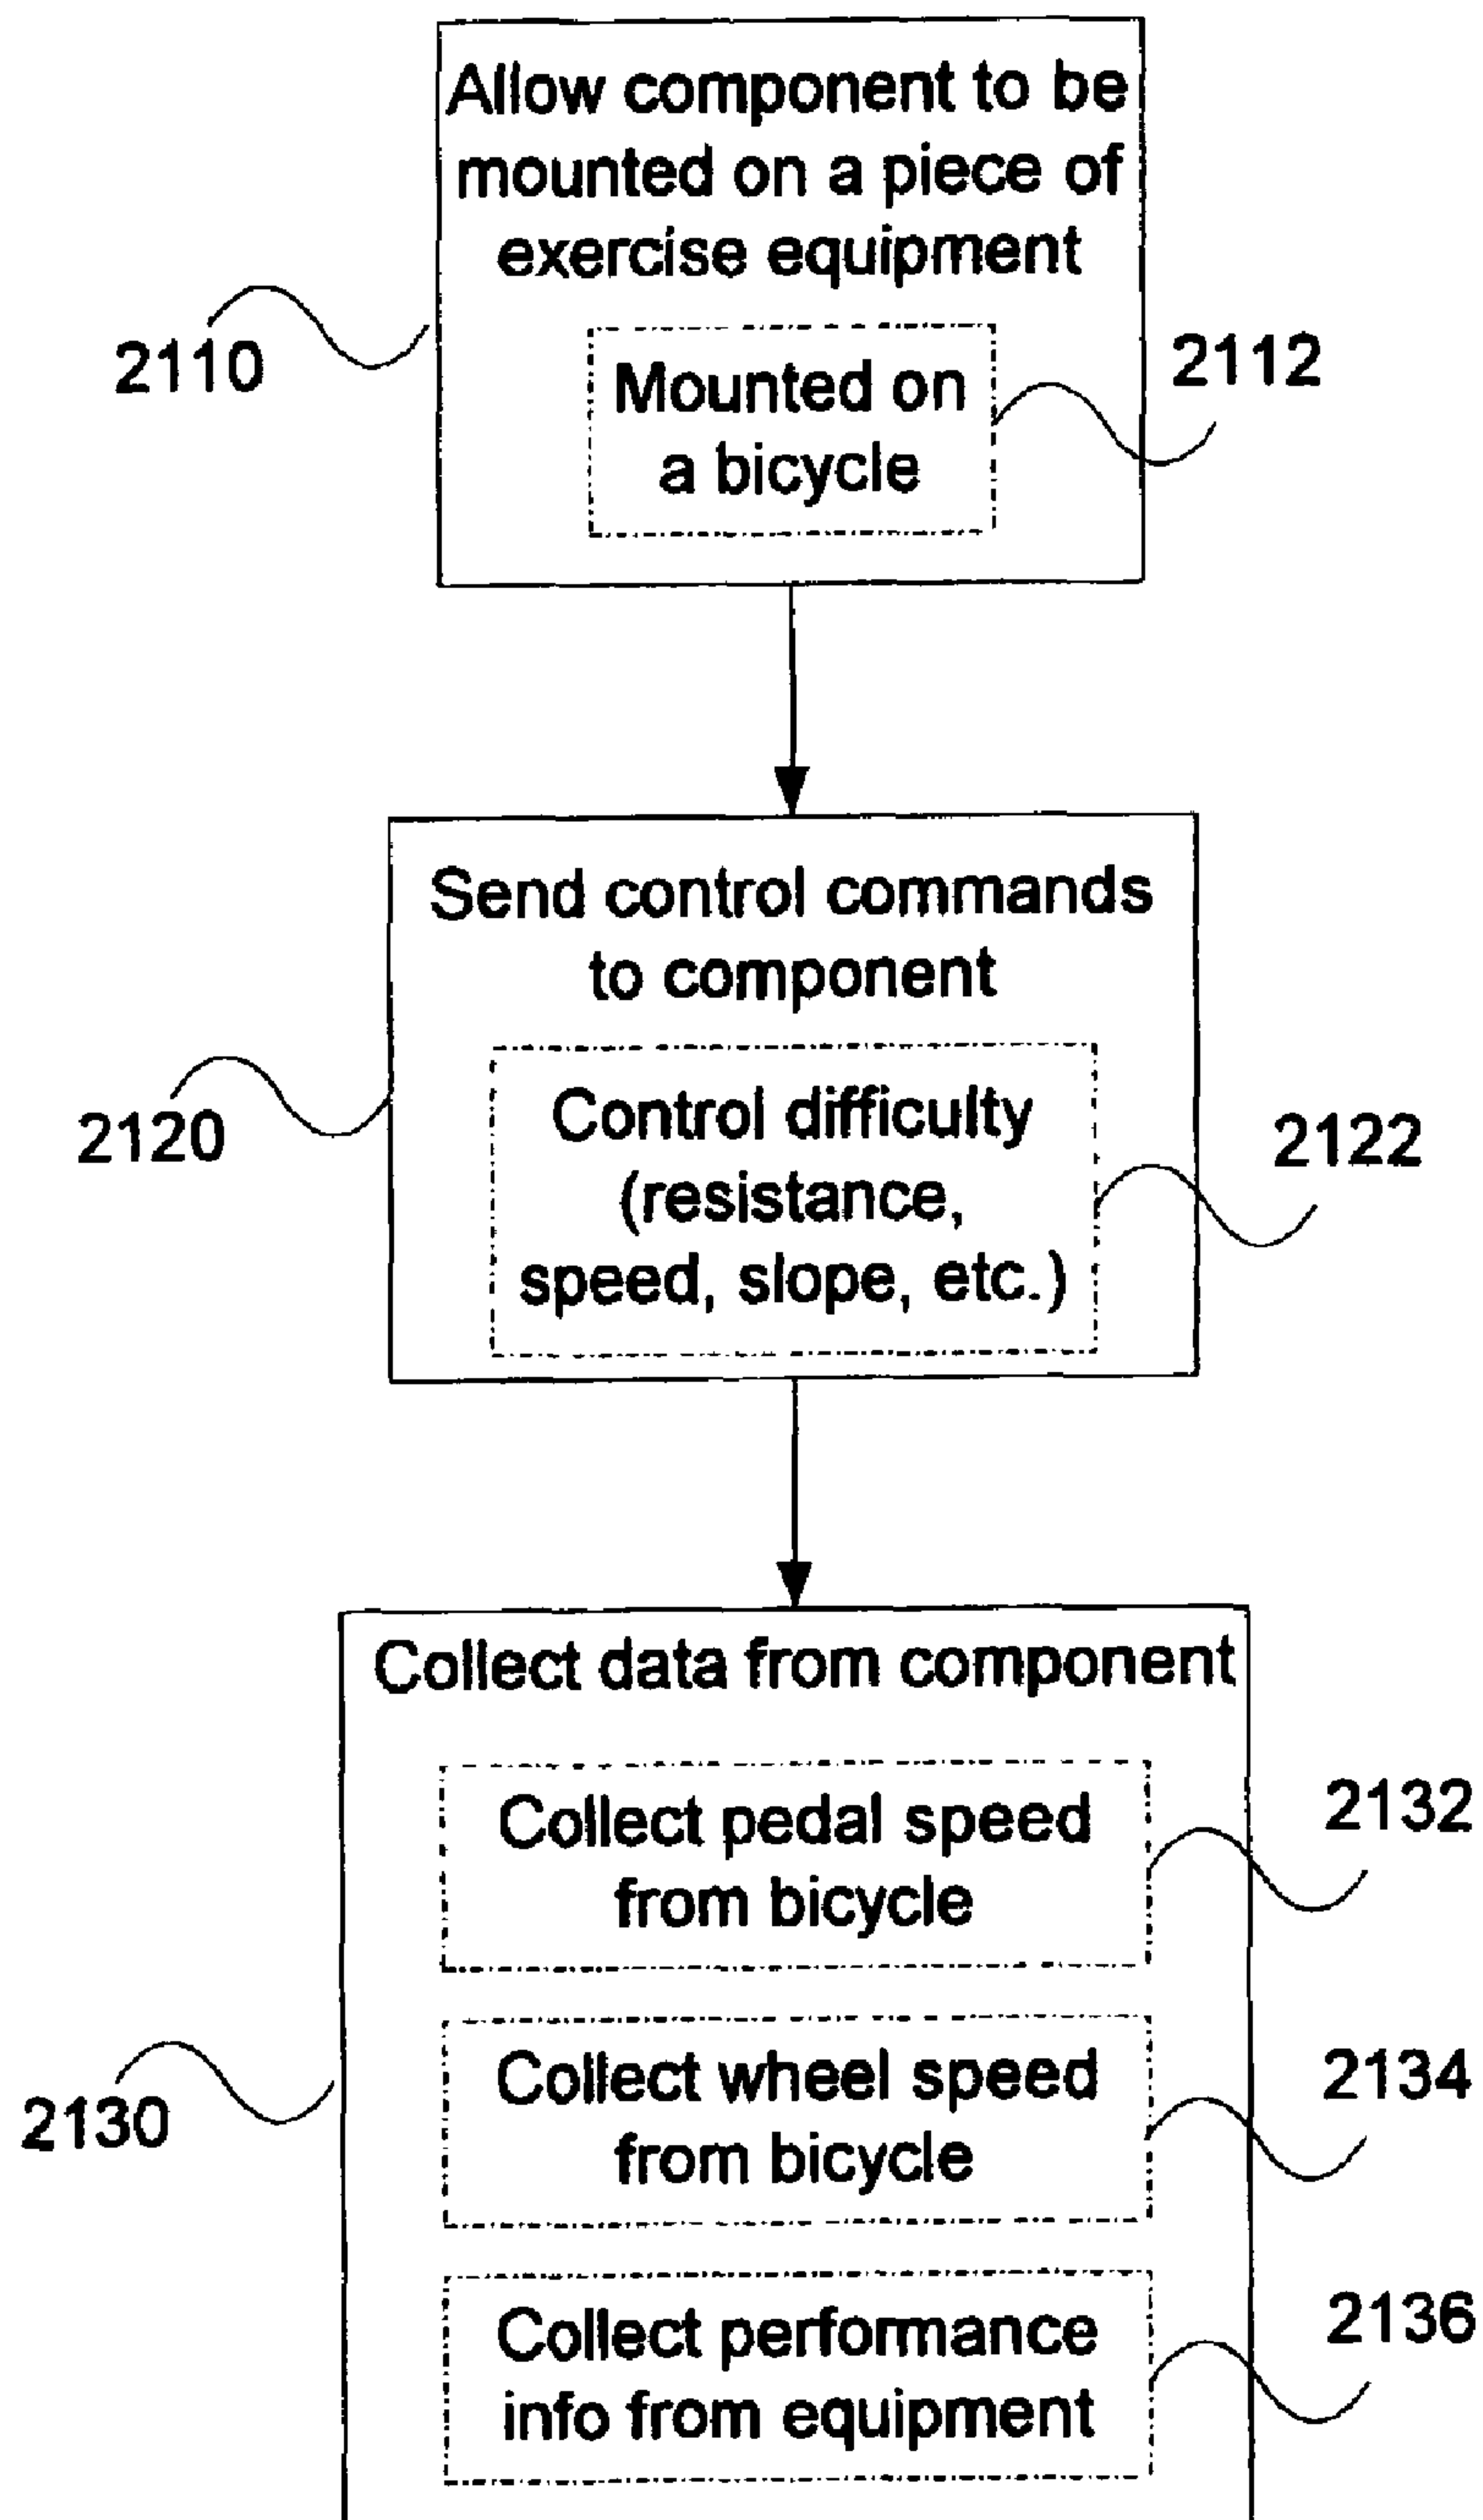 Allow component to be
mounted on a piece of
exercise equipment
2110
Mounted on
a bicycle
2112
Send control commands
to component
2120
Control difficulty
(resistance,
speed, slope, etc.)
2122
Collect data from component
2130
Collect pedal speed
from bicycle
2132
Collect wheel speed
from bicycle
2134
Collect performance
info from equipment
2136